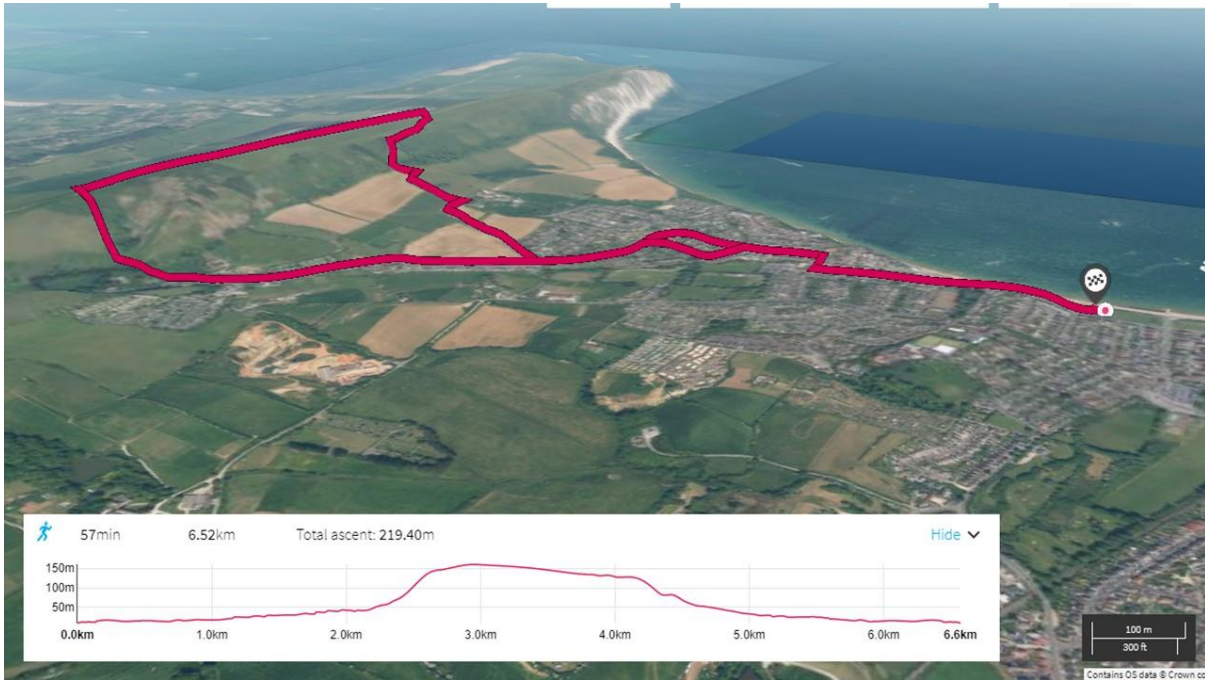 57min 6.52km Total ascent: 219.40m Hide
150m
100m
50m
0.0km 1.0km 2.0km 3.0km 4.0km 5.0km 6.0km 6.6km
100 m
300 ft
Contains OS data © Crown co